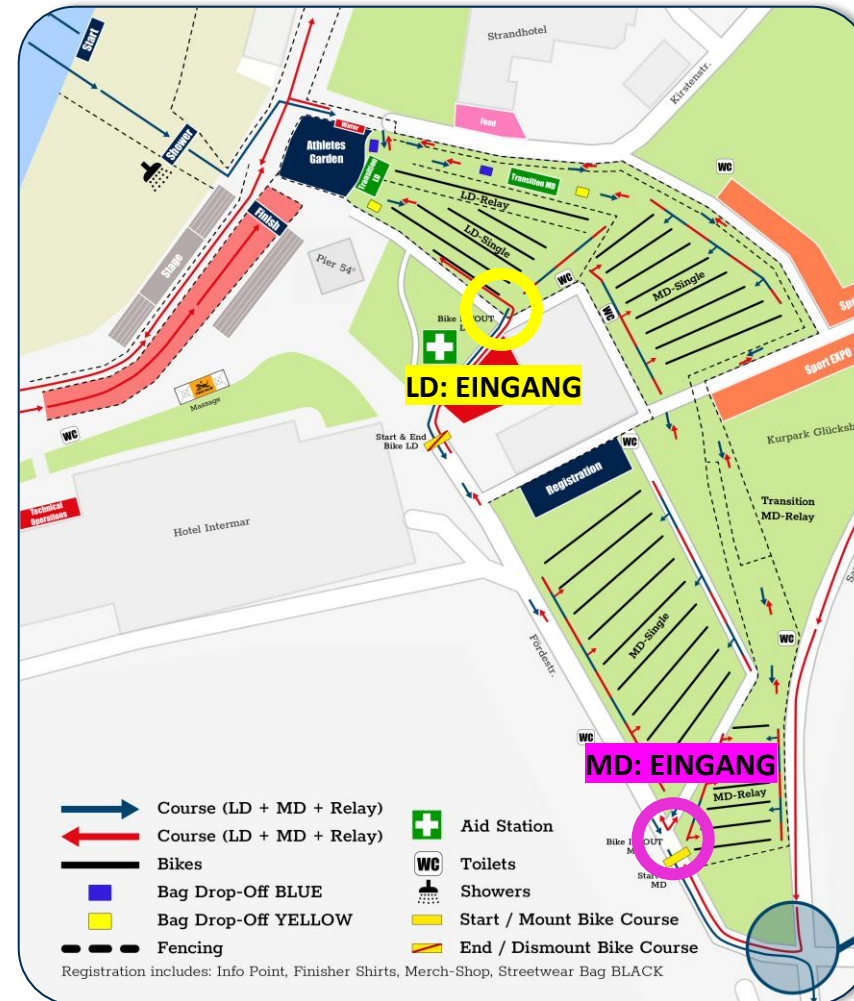 Start
Strandhotel
Kirstenstr.
Food
Water
Athletes
Garden
Shower
Transition
LD
Transition MD
WC
LD-Relay
LD-Single
Finish
Stage
Pier 54°
MD-Single
WC
WC
Bike
LD: EINGANG
Sport EXPO
Massage
WC
Start & End
Bike LD
WC
Registration
Kurpark Glücksb
Transition
MD-Relay
Technical
Operations
Hotel Intermar
Fördestr.
MD-Single
WC
WC
MD: EINGANG
MD-Relay
Bike
MD
Course (LD + MD + Relay)
Course (LD + MD + Relay)
Bikes
Bag Drop-Off BLUE
Bag Drop-Off YELLOW
Fencing
Aid Station
WC Toilets
Showers
Start / Mount Bike Course
End / Dismount Bike Course
Registration includes: Info Point, Finisher Shirts, Merch-Shop, Streetwear Bag BLACK